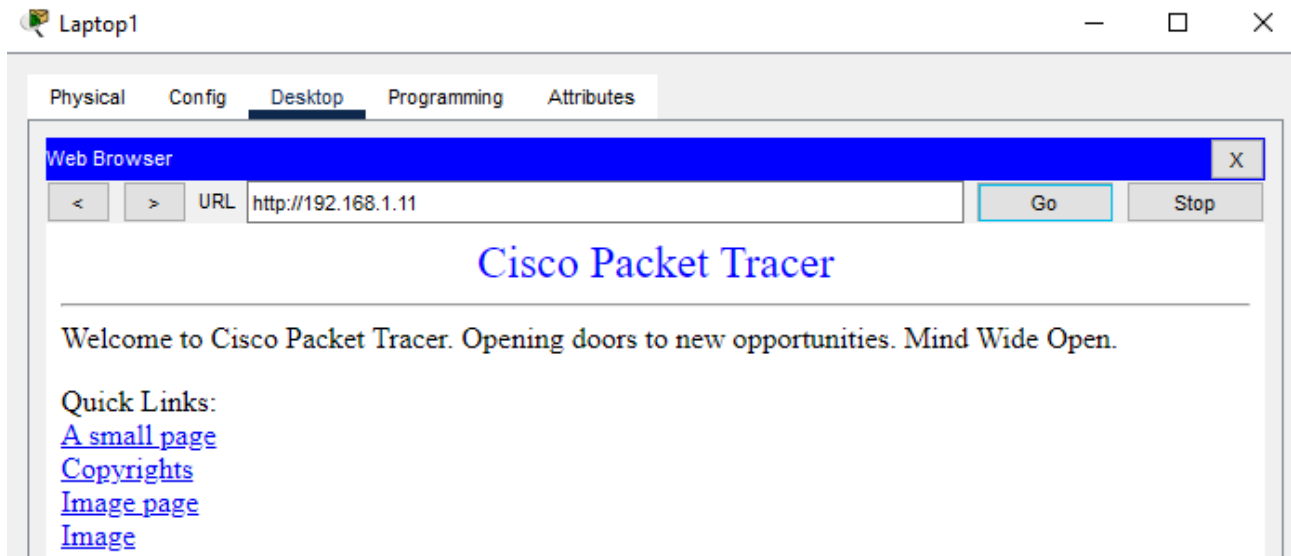 Laptop1
Physical Config Desktop Programming Attributes
Web Browser X
< > URL http://192.168.1.11 Go Stop
Cisco Packet Tracer
Welcome to Cisco Packet Tracer. Opening doors to new opportunities. Mind Wide Open.
Quick Links:
A small page
Copyrights
Image page
Image